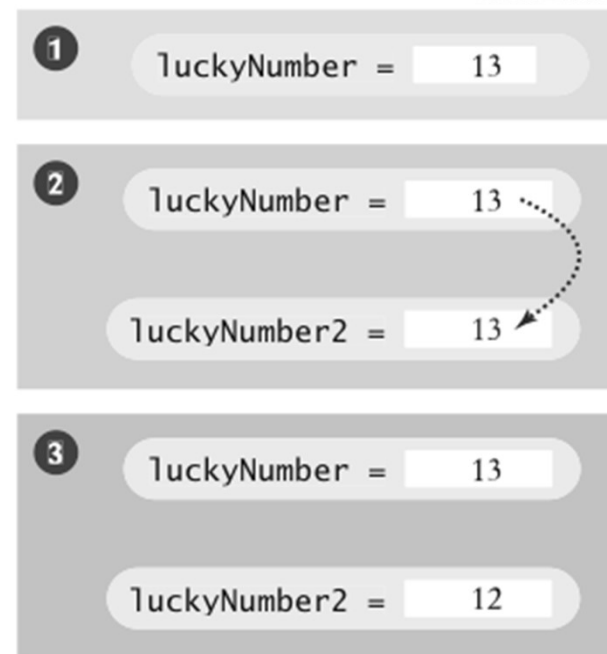 1
luckyNumber = 13
2
luckyNumber = 13
luckyNumber2 = 13
3
luckyNumber = 13
luckyNumber2 = 12